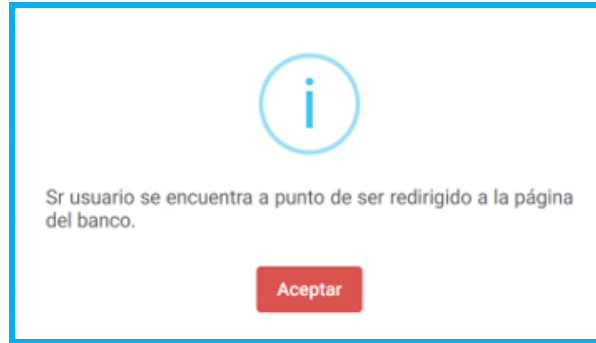 Sr usuario se encuentra a punto de ser redirigido a la página
del banco.
Aceptar